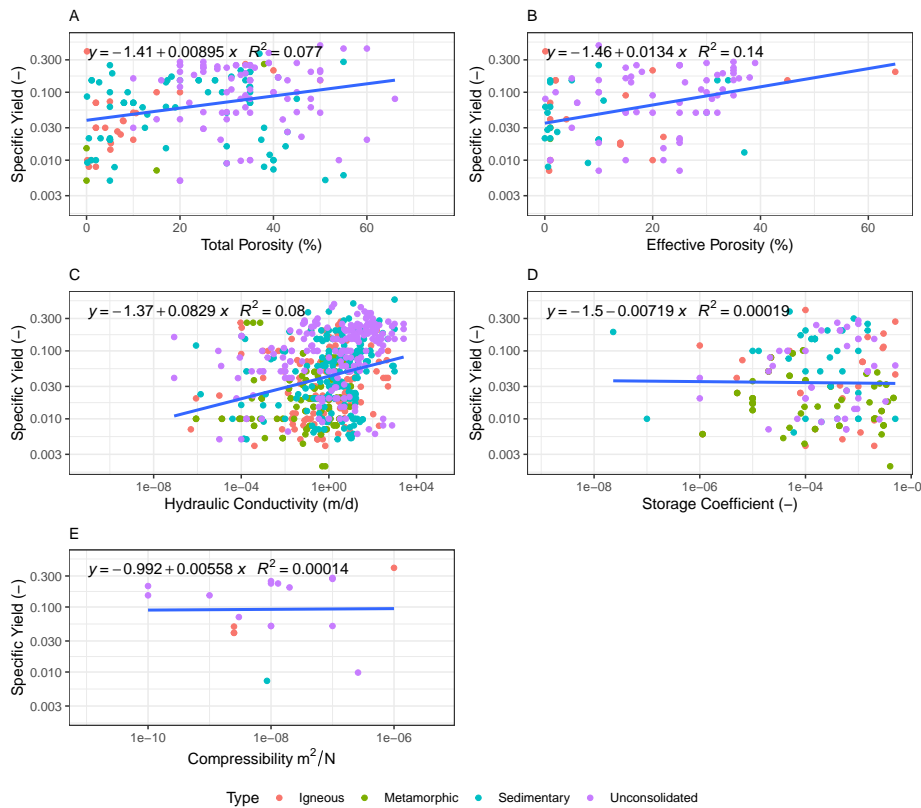 A
y = −1.41 + 0.00895 x R² = 0.077
Specific Yield (−)
0.300
0.100
0.030
0.010
0.003
0 20 40 60
Total Porosity (%)
B
y = −1.46 + 0.0134 x R² = 0.14
Specific Yield (−)
0.300
0.100
0.030
0.010
0.003
0 20 40 60
Effective Porosity (%)
C
y = −1.37 + 0.0829 x R² = 0.08
Specific Yield (−)
0.300
0.100
0.030
0.010
0.003
1e−08 1e−04 1e+00 1e+04
Hydraulic Conductivity (m/d)
D
y = −1.5 − 0.00719 x R² = 0.00019
Specific Yield (−)
0.300
0.100
0.030
0.010
0.003
1e−08 1e−06 1e−04 1e−0
Storage Coefficient (−)
E
y = −0.992 + 0.00558 x R² = 0.00014
Specific Yield (−)
0.300
0.100
0.030
0.010
0.003
1e−10 1e−08 1e−06
Compressibility m²/N
Type Igneous Metamorphic Sedimentary Unconsolidated